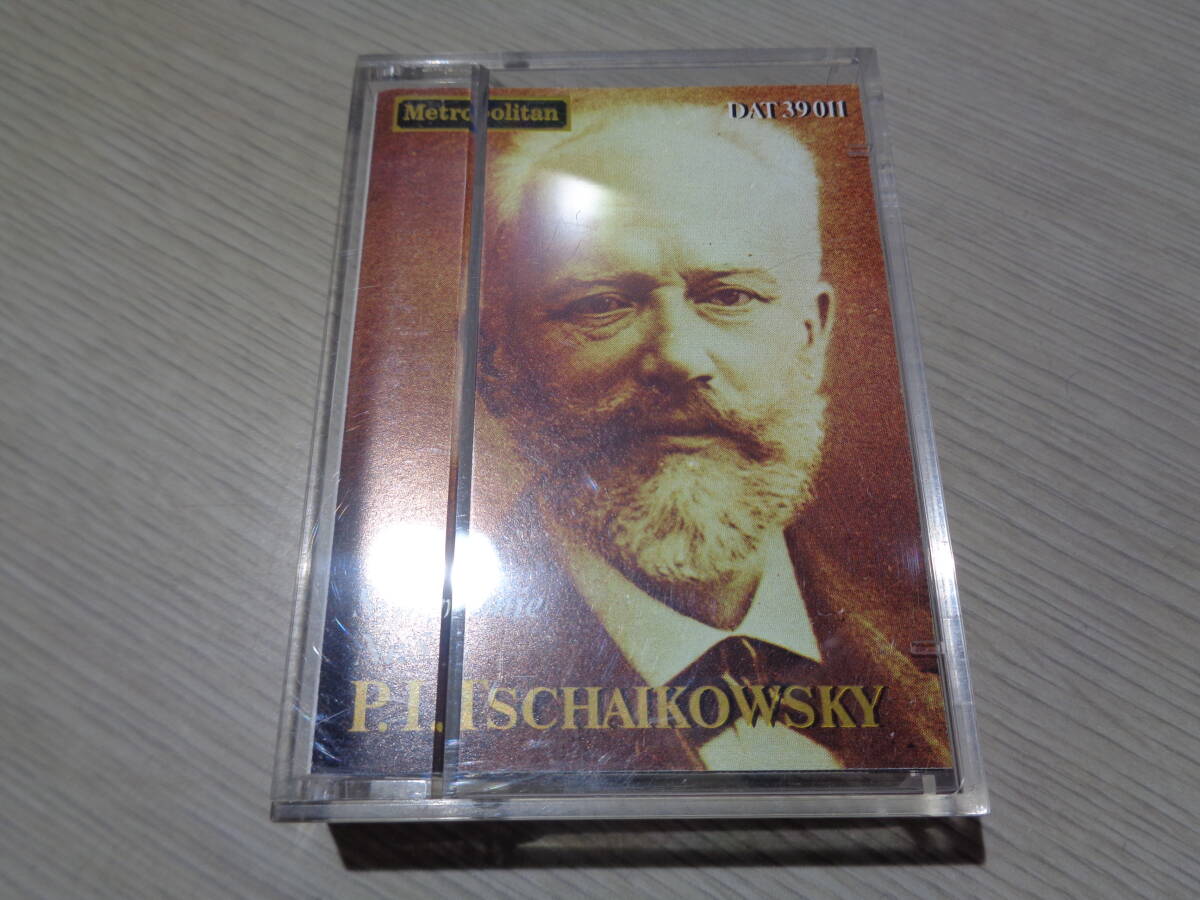 Metropolitan
DAT 39 011
P. I. TSCHAIKOWSKY